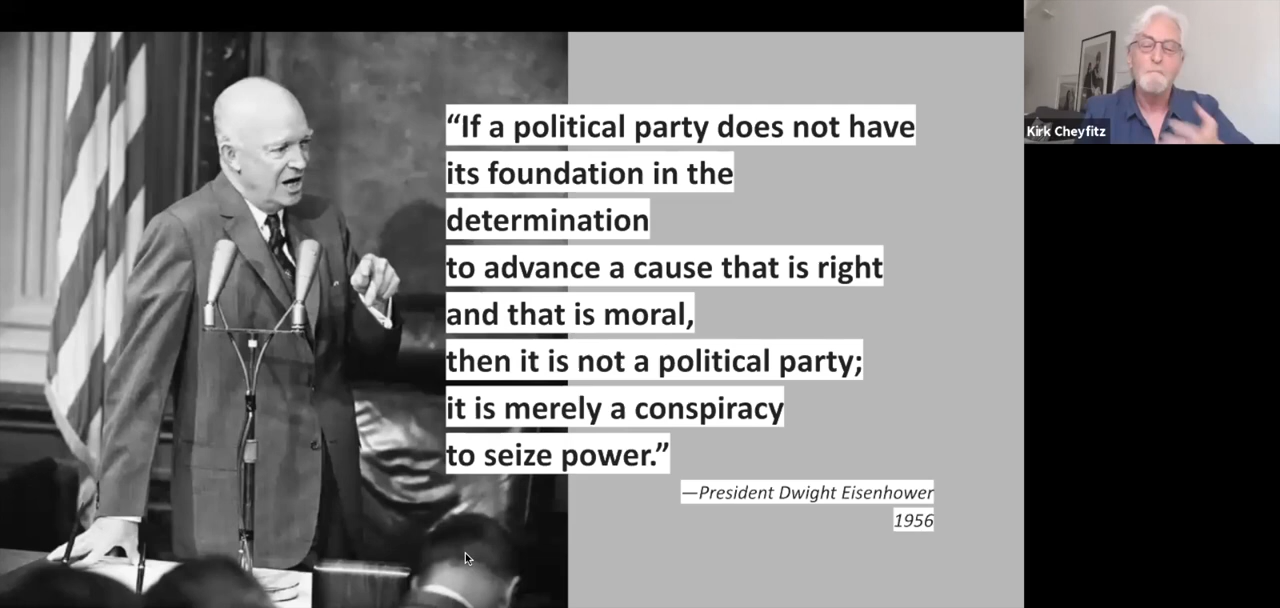 “If a political party does not have
its foundation in the
determination
to advance a cause that is right
and that is moral,
then it is not a political party;
it is merely a conspiracy
to seize power.”
—President Dwight Eisenhower
1956
Kirk Cheyfitz